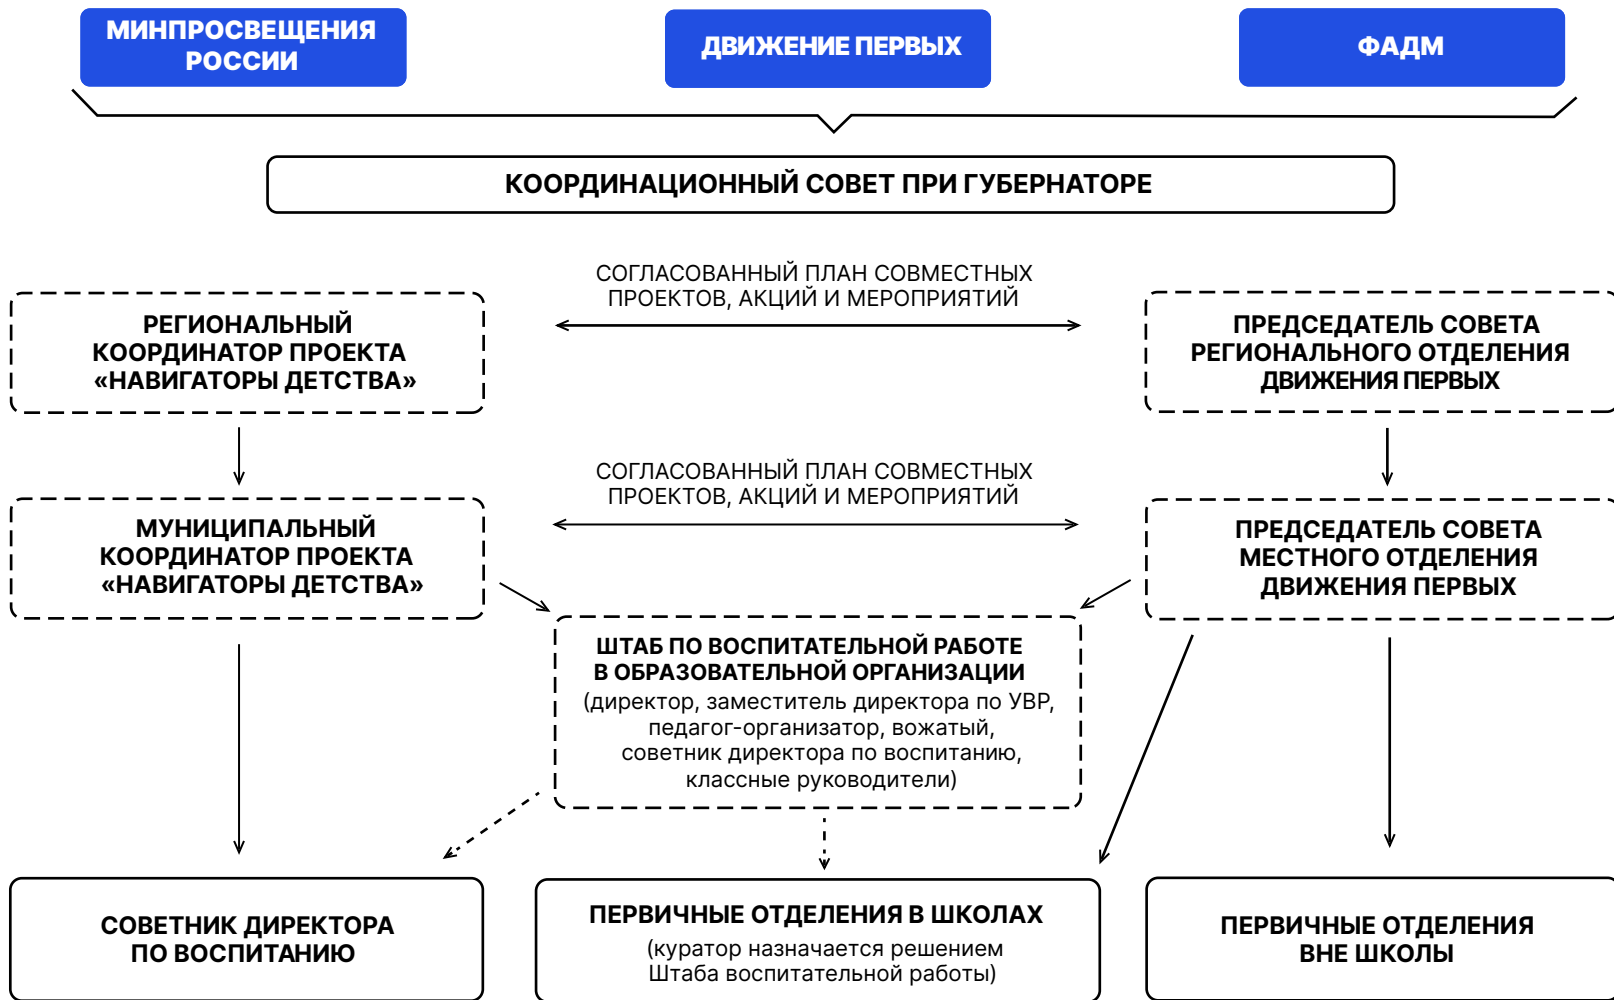 МИНПРОСВЕЩЕНИЯ
РОССИИ
ДВИЖЕНИЕ ПЕРВЫХ
ФАДМ
КООРДИНАЦИОННЫЙ СОВЕТ ПРИ ГУБЕРНАТОРЕ
РЕГИОНАЛЬНЫЙ
КООРДИНАТОР ПРОЕКТА
«НАВИГАТОРЫ ДЕТСТВА»
СОГЛАСОВАННЫЙ ПЛАН СОВМЕСТНЫХ
ПРОЕКТОВ, АКЦИЙ И МЕРОПРИЯТИЙ
ПРЕДСЕДАТЕЛЬ СОВЕТА
РЕГИОНАЛЬНОГО ОТДЕЛЕНИЯ
ДВИЖЕНИЯ ПЕРВЫХ
МУНИЦИПАЛЬНЫЙ
КООРДИНАТОР ПРОЕКТА
«НАВИГАТОРЫ ДЕТСТВА»
СОГЛАСОВАННЫЙ ПЛАН СОВМЕСТНЫХ
ПРОЕКТОВ, АКЦИЙ И МЕРОПРИЯТИЙ
ПРЕДСЕДАТЕЛЬ СОВЕТА
МЕСТНОГО ОТДЕЛЕНИЯ
ДВИЖЕНИЯ ПЕРВЫХ
ШТАБ ПО ВОСПИТАТЕЛЬНОЙ РАБОТЕ
В ОБРАЗОВАТЕЛЬНОЙ ОРГАНИЗАЦИИ
(директор, заместитель директора по УВР,
педагог-организатор, вожатый,
советник директора по воспитанию,
классные руководители)
СОВЕТНИК ДИРЕКТОРА
ПО ВОСПИТАНИЮ
ПЕРВИЧНЫЕ ОТДЕЛЕНИЯ В ШКОЛАХ
(куратор назначается решением
Штаба воспитательной работы)
ПЕРВИЧНЫЕ ОТДЕЛЕНИЯ
ВНЕ ШКОЛЫ